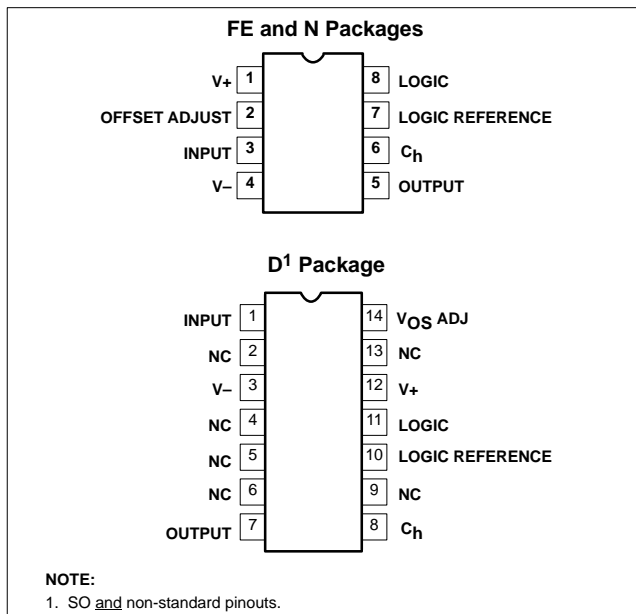 FE and N Packages
V+ 1 8 LOGIC
OFFSET ADJUST 2 7 LOGIC REFERENCE
INPUT 3 6 Ch
V– 4 5 OUTPUT
D1 Package
INPUT 1 14 VOS ADJ
NC 2 13 NC
V– 3 12 V+
NC 4 11 LOGIC
NC 5 10 LOGIC REFERENCE
NC 6 9 NC
OUTPUT 7 8 Ch
NOTE:
1. SO and non-standard pinouts.